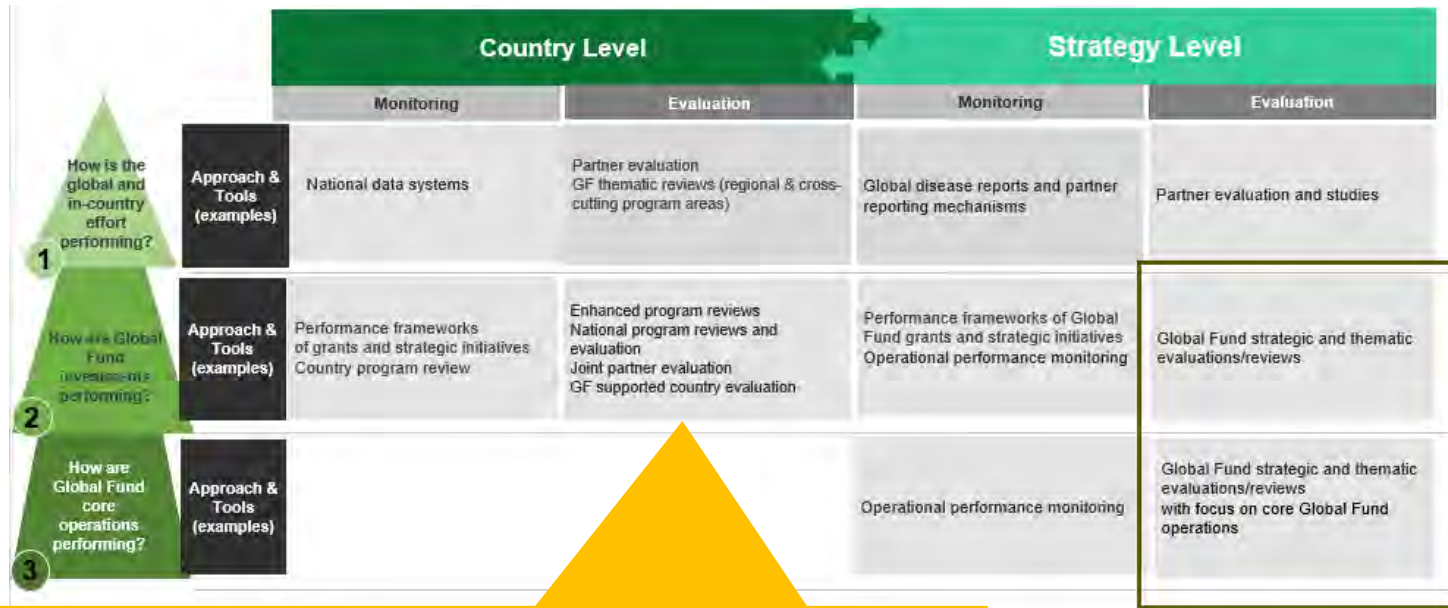 Country Level
Strategy Level
Monitoring
Evaluation
Monitoring
Evaluation
How is the
global and
in-country
effort
performing?
1
Approach &
Tools
(examples)
National data systems
Partner evaluation
GF thematic reviews (regional & cross-
cutting program areas)
Global disease reports and partner
reporting mechanisms
Partner evaluation and studies
How are Global
Fund
investments
performing?
2
Approach &
Tools
(examples)
Performance frameworks
of grants and strategic initiatives
Country program review
Enhanced program reviews
National program reviews and
evaluation
Joint partner evaluation
GF supported country evaluation
Performance frameworks of Global
Fund grants and strategic initiatives
Operational performance monitoring
Global Fund strategic and thematic
evaluations/reviews
How are
Global Fund
core
operations
performing?
3
Approach &
Tools
(examples)
Operational performance monitoring
Global Fund strategic and thematic
evaluations/reviews
with focus on core Global Fund
operations